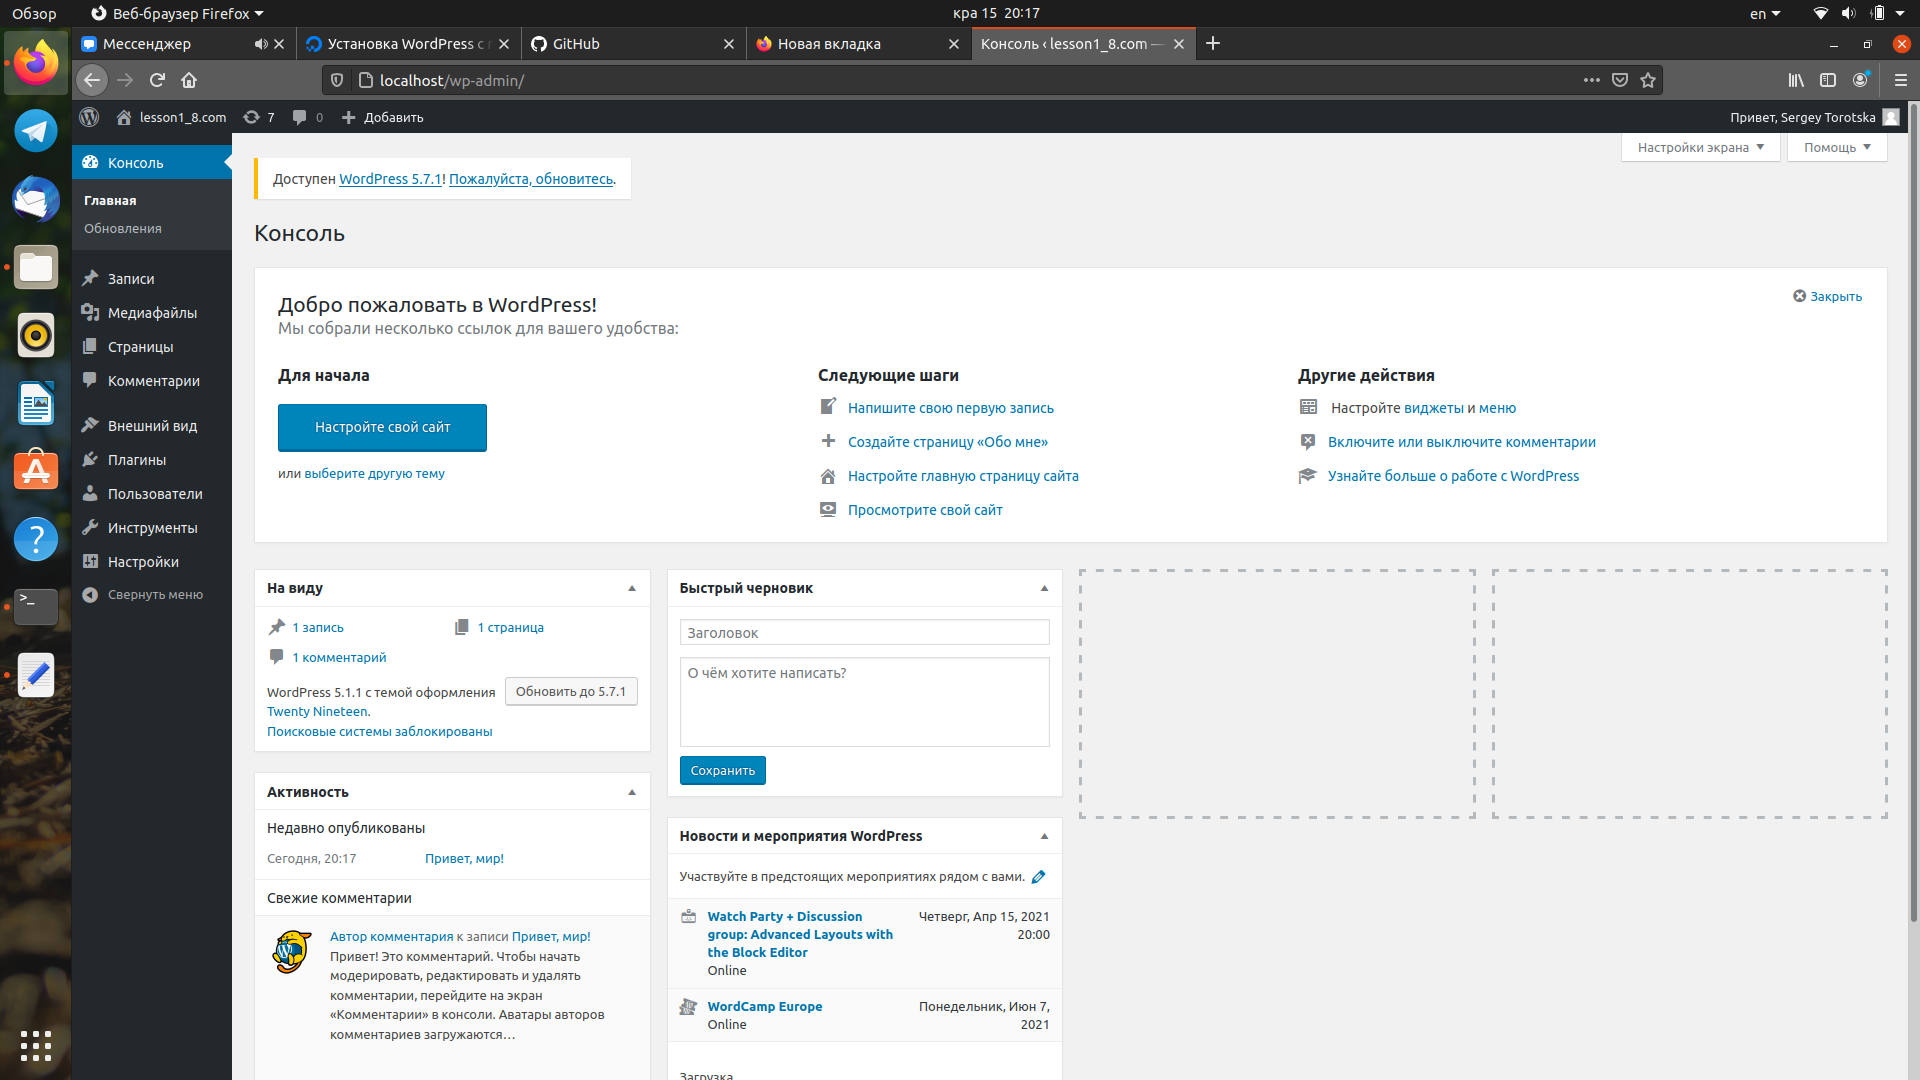 Обзор
Веб-браузер Firefox
кра 15 20:17
en
Мессенджер
Установка WordPress с
GitHub
Новая вкладка
Консоль ‹ lesson1_8.com —
localhost/wp-admin/
lesson1_8.com
7
0
Добавить
Привет, Sergey Torotska
Консоль
Главная
Обновления
Записи
Медиафайлы
Страницы
Комментарии
Внешний вид
Плагины
Пользователи
Инструменты
Настройки
Свернуть меню
Настройки экрана
Помощь
Доступен WordPress 5.7.1! Пожалуйста, обновитесь.
Консоль
Добро пожаловать в WordPress!
Закрыть
Мы собрали несколько ссылок для вашего удобства:
Для начала
Настройте свой сайт
или выберите другую тему
Следующие шаги
Напишите свою первую запись
Создайте страницу «Обо мне»
Настройте главную страницу сайта
Просмотрите свой сайт
Другие действия
Настройте виджеты и меню
Включите или выключите комментарии
Узнайте больше о работе с WordPress
На виду
1 запись
1 страница
1 комментарий
WordPress 5.1.1 с темой оформления
Twenty Nineteen.
Обновить до 5.7.1
Поисковые системы заблокированы
Активность
Недавно опубликованы
Сегодня, 20:17
Привет, мир!
Свежие комментарии
Автор комментария к записи Привет, мир!
Привет! Это комментарий. Чтобы начать
модерировать, редактировать и удалять
комментарии, перейдите на экран
«Комментарии» в консоли. Аватары авторов
комментариев загружаются…
Быстрый черновик
Заголовок
О чём хотите написать?
Сохранить
Новости и мероприятия WordPress
Участвуйте в предстоящих мероприятиях рядом с вами.
Watch Party + Discussion
group: Advanced Layouts with
the Block Editor
Online
Четверг, Апр 15, 2021
20:00
WordCamp Europe
Online
Понедельник, Июн 7,
2021
Загрузка